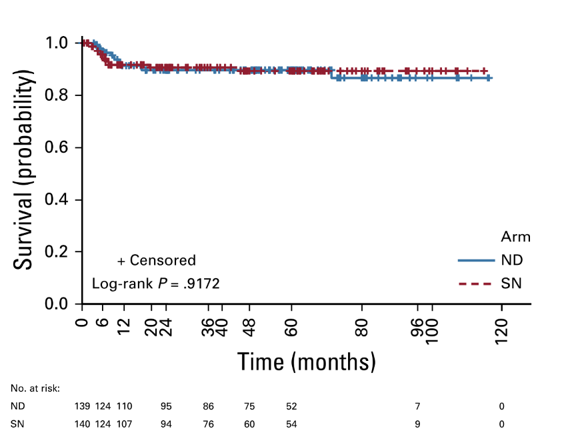 1.0
0.8
0.6
0.4
0.2
0.0
Survival (probability)
+ Censored
Log-rank P = .9172
Arm
ND
SN
0 6 12 20 24 36 40 48 60 80 96 100 120
Time (months)
No. at risk:
ND 139 124 110 95 86 75 52 7 0
SN 140 124 107 94 76 60 54 9 0